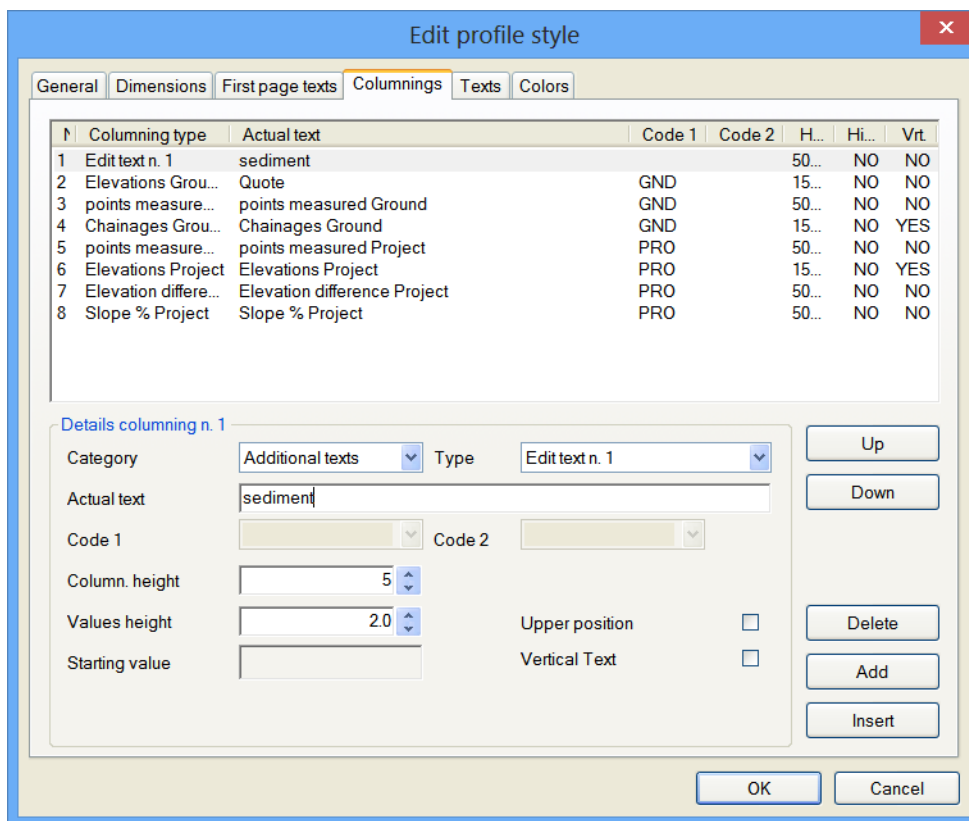 Edit profile style
General Dimensions First page texts Columnings Texts Colors
N Columning type Actual text Code 1 Code 2 H... Hi... Vrt.
1 Edit text n. 1 sediment 50... NO NO
2 Elevations Grou... Quote GND 15... NO NO
3 points measure... points measured Ground GND 50... NO NO
4 Chainages Grou... Chainages Ground GND 15... NO YES
5 points measure... points measured Project PRO 50... NO NO
6 Elevations Project Elevations Project PRO 15... NO YES
7 Elevation differe... Elevation difference Project PRO 50... NO NO
8 Slope % Project Slope % Project PRO 50... NO NO
Details columning n. 1
Category Additional texts Type Edit text n. 1
Actual text sediment
Code 1 Code 2
Column. height 5
Values height 2.0 Upper position
Starting value Vertical Text
Up
Down
Delete
Add
Insert
OK Cancel